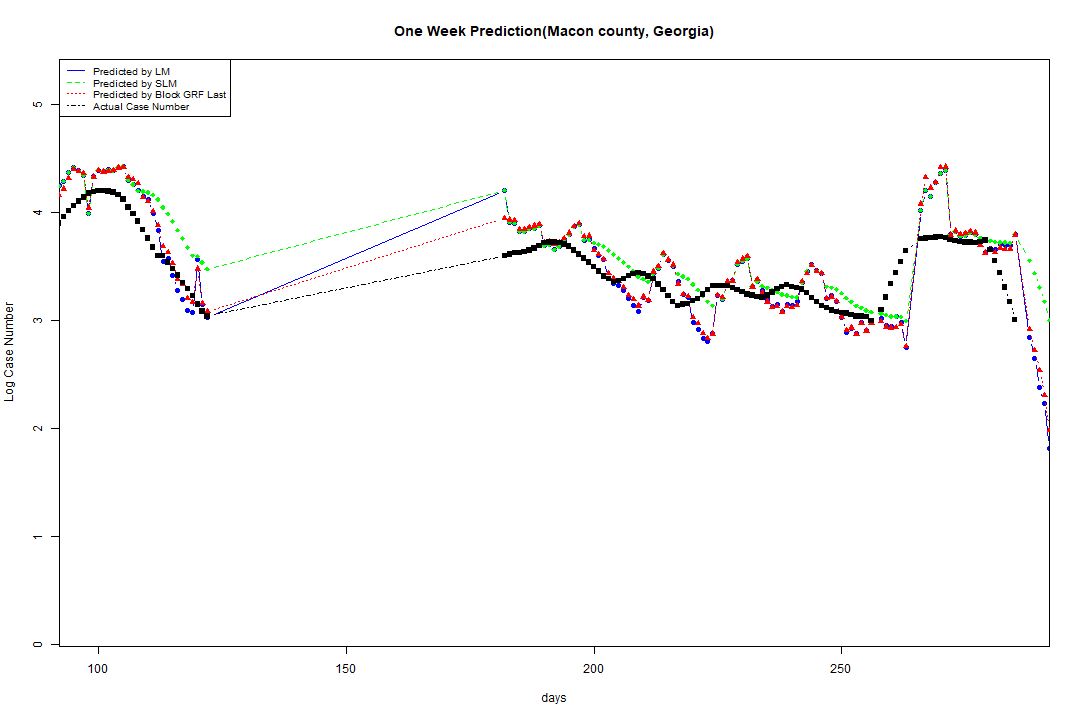 One Week Prediction(Macon county, Georgia)
Predicted by LM
Predicted by SLM
Predicted by Block GRF Last
Actual Case Number
5
4
3
2
1
0
Log Case Number
100 150 200 250
days